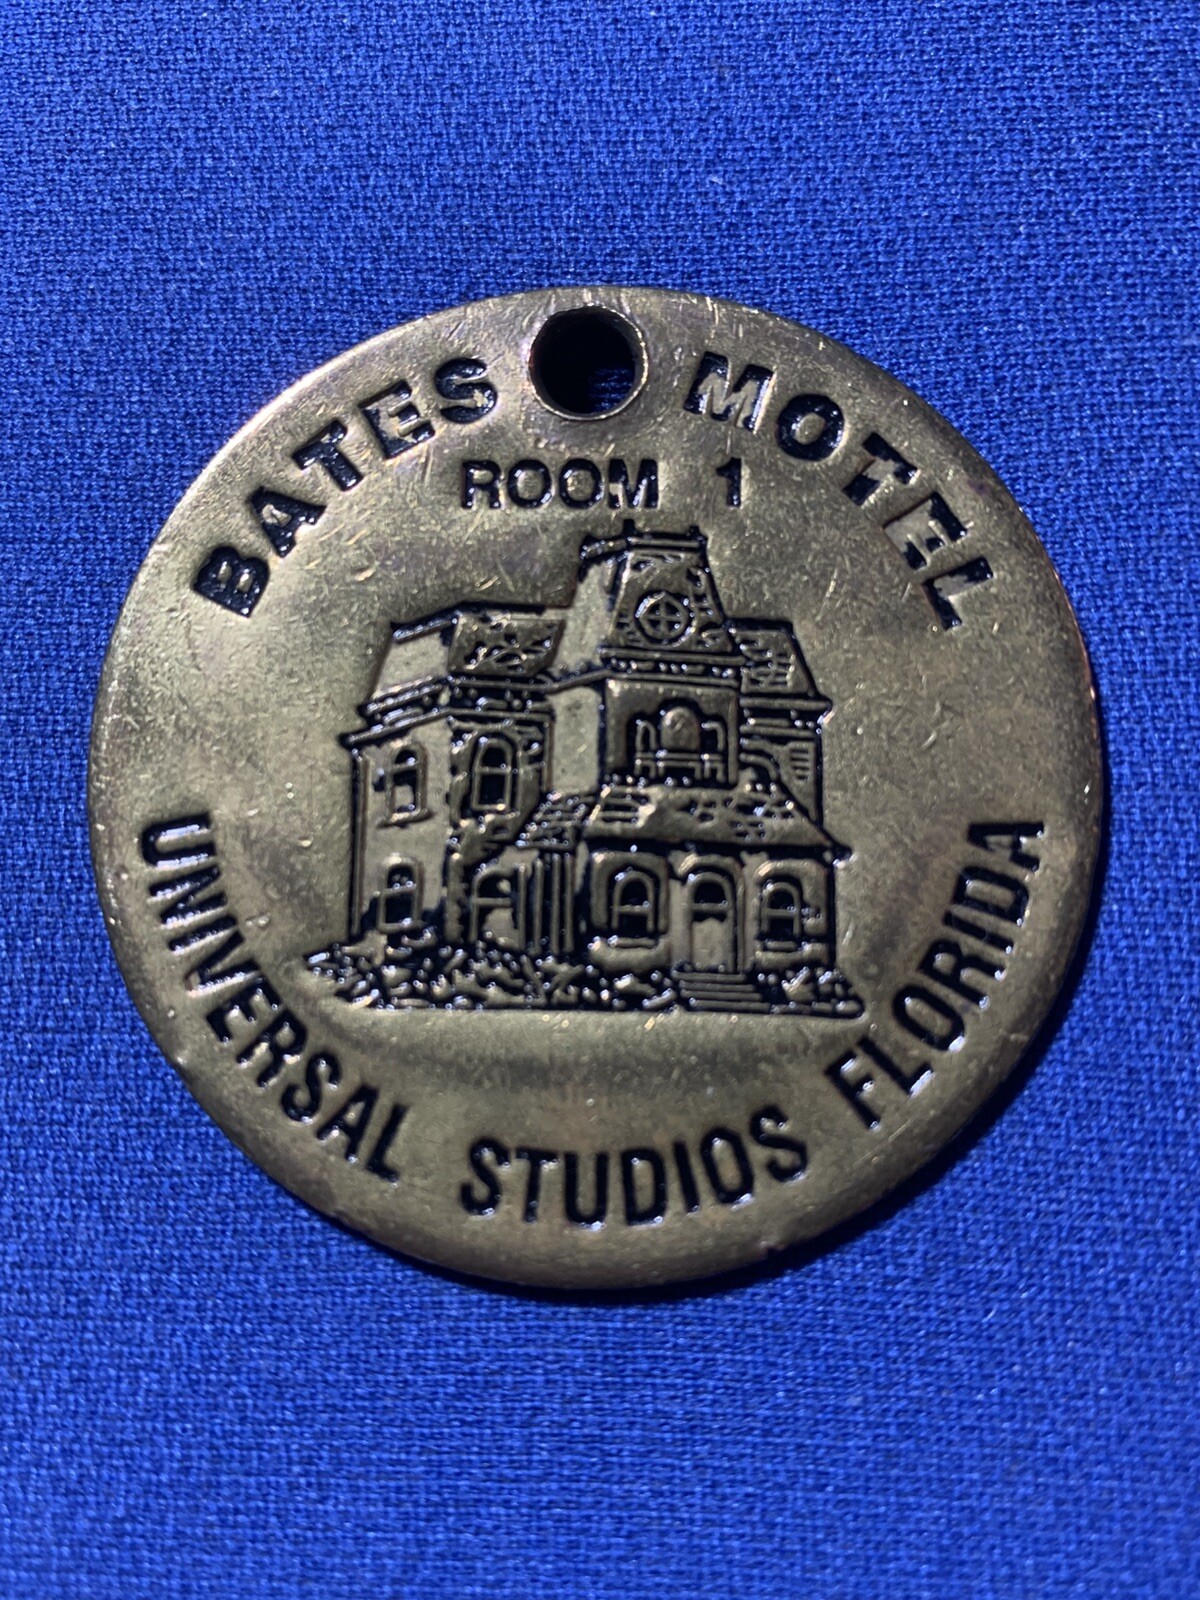 BATES MOTEL
ROOM 1
UNIVERSAL STUDIOS FLORIDA